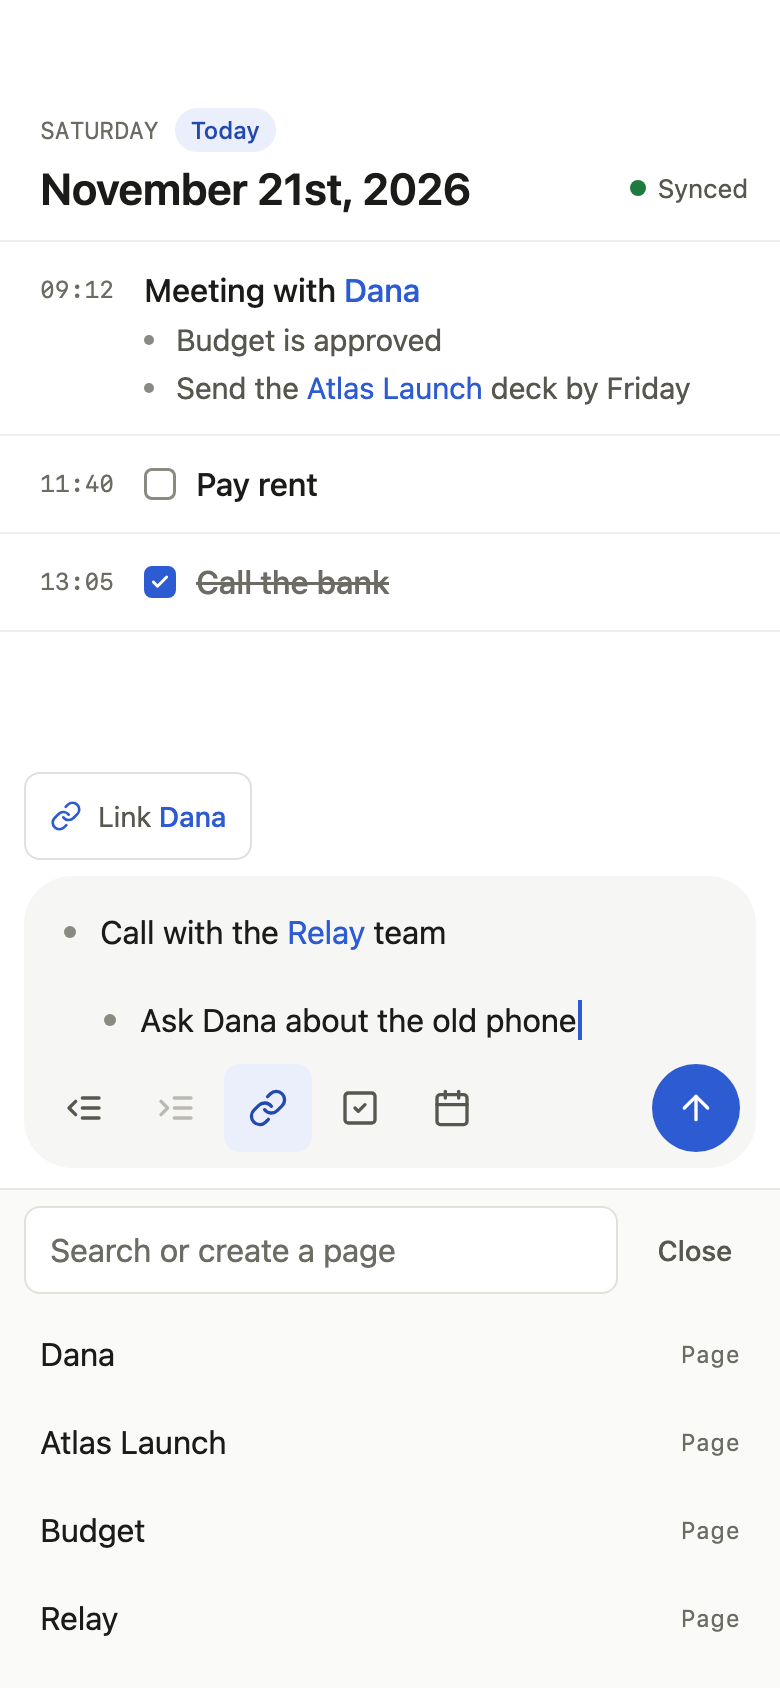 SATURDAY Today
November 21st, 2026 Synced
09:12 Meeting with Dana
Budget is approved
Send the Atlas Launch deck by Friday
11:40 Pay rent
13:05 Call the bank
Link Dana
Call with the Relay team
Ask Dana about the old phone
Search or create a page Close
Dana Page
Atlas Launch Page
Budget Page
Relay Page